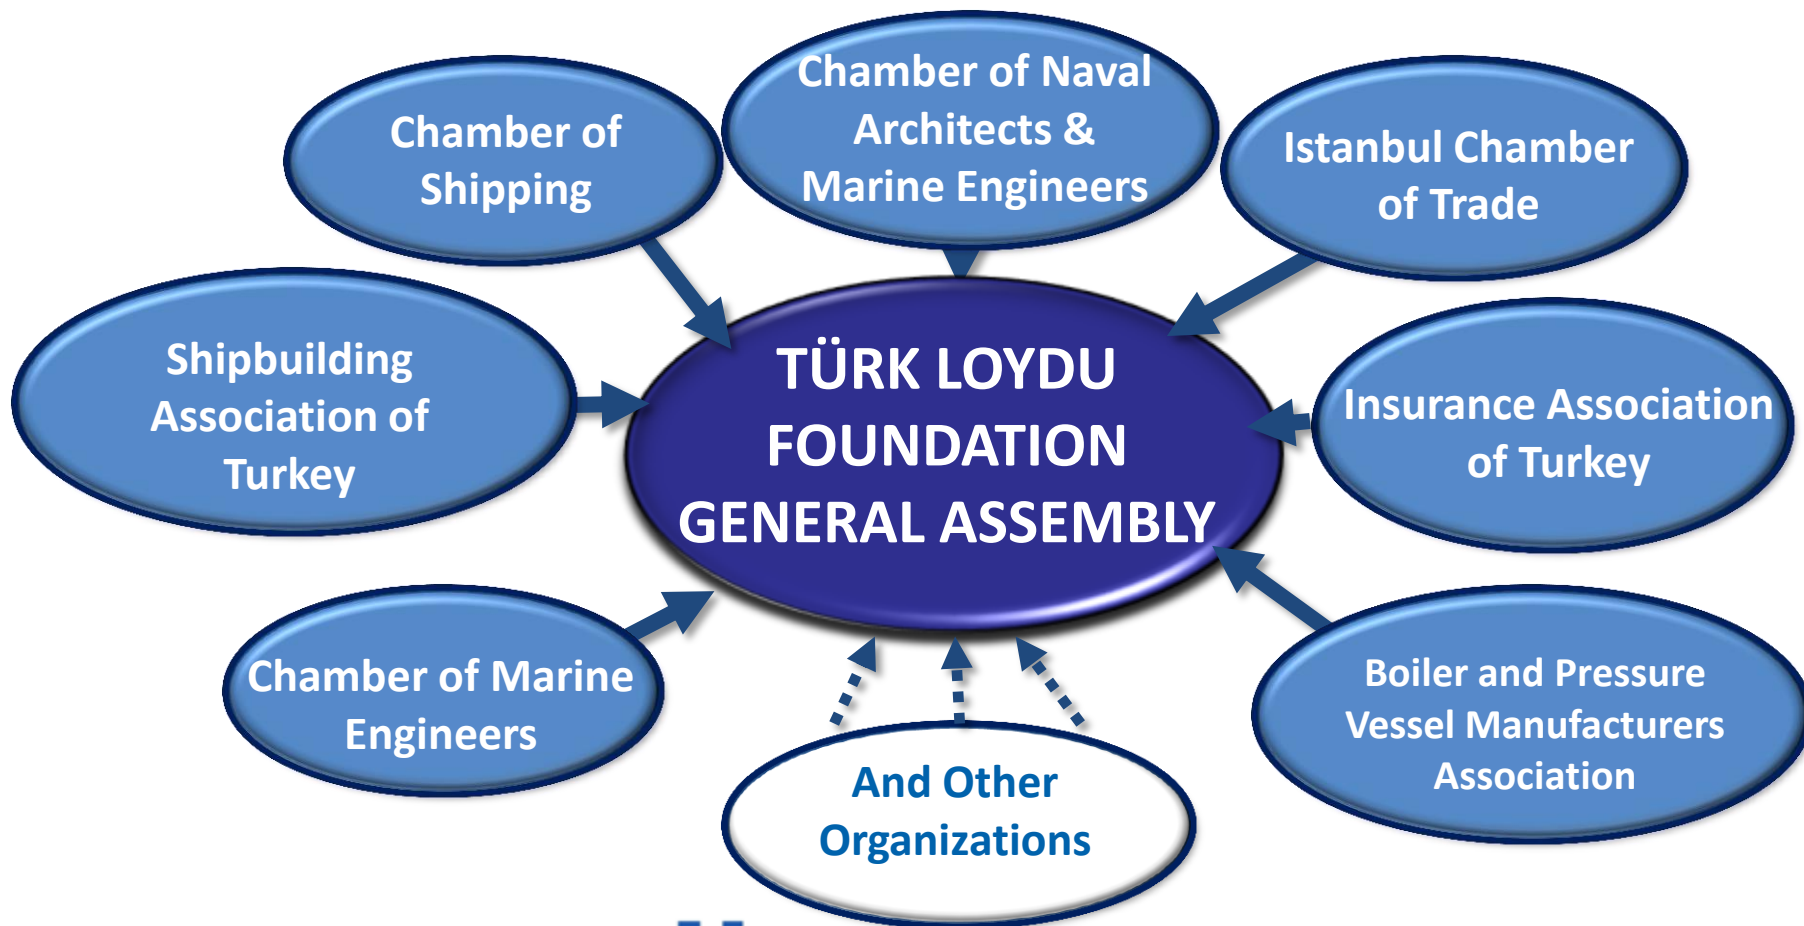 Chamber of Naval
Architects &
Marine Engineers
Chamber of
Shipping
Istanbul Chamber
of Trade
Shipbuilding
Association of
Turkey
TÜRK LOYDU
FOUNDATION
GENERAL ASSEMBLY
Insurance Association
of Turkey
Chamber of Marine
Engineers
Boiler and Pressure
Vessel Manufacturers
Association
And Other
Organizations